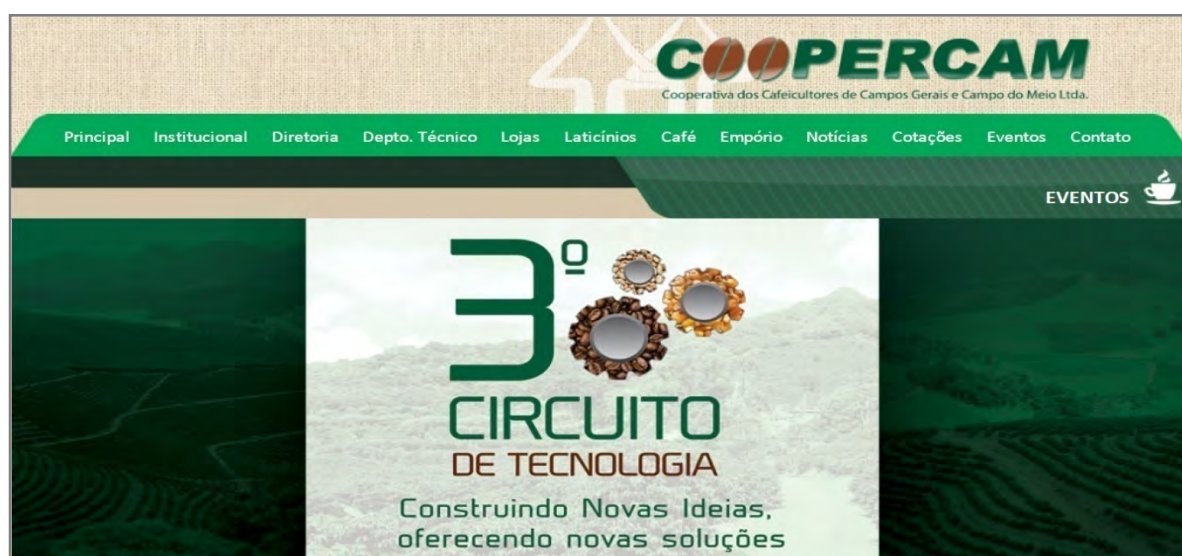 COOPERCAM
Cooperativa dos Cafeicultores de Campos Gerais e Campo do Meio Ltda.
Principal Institucional Diretoria Depto. Técnico Lojas Laticínios Café Empório Notícias Cotações Eventos Contato
EVENTOS
3º
CIRCUITO
DE TECNOLOGIA
Construindo Novas Ideias,
oferecendo novas soluções